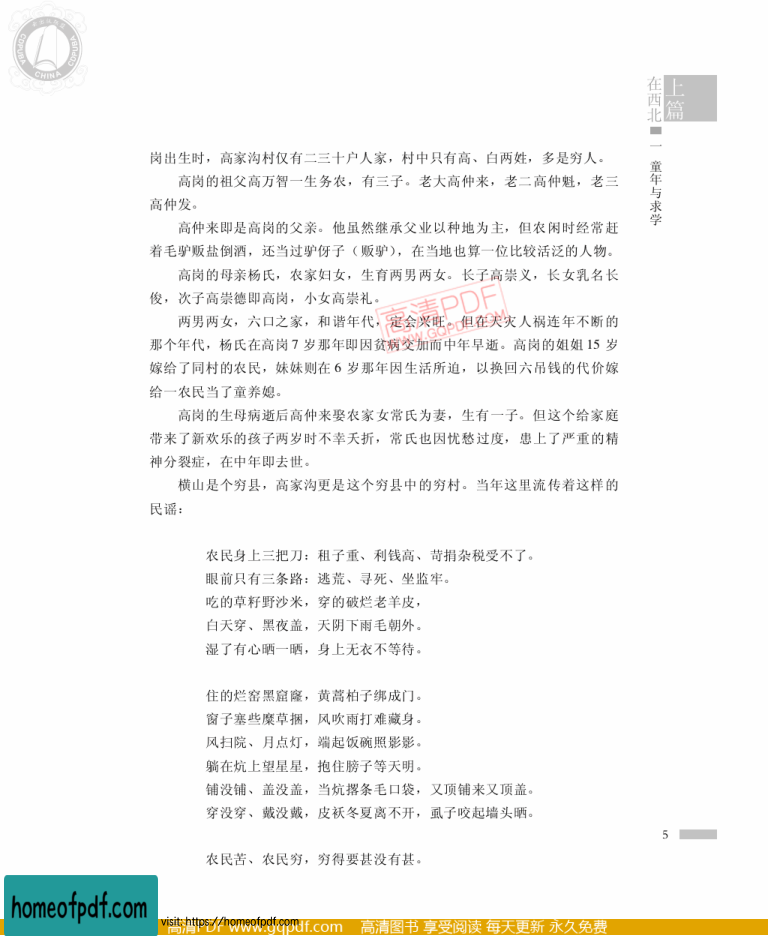 上篇
在西北
一 童年与求学
岗出生时，高家沟村仅有二三十户人家，村中只有高、白两姓，多是穷人。
高岗的祖父高万智一生务农，有三子。老大高仲来，老二高仲魁，老三
高仲发。
高仲来即是高岗的父亲。他虽然继承父业以种地为主，但农闲时经常赶
着毛驴贩盐倒酒，还当过驴伢子（贩驴），在当地也算一位比较活泛的人物。
高岗的母亲杨氏，农家妇女，生育两男两女。长子高崇义，长女乳名长
俊，次子高崇德即高岗，小女高崇礼。
两男两女，六口之家，和谐年代，定会兴旺。但在天灾人祸连年不断的
那个年代，杨氏在高岗 7 岁那年即因贫病交加而中年早逝。高岗的姐姐 15 岁
嫁给了同村的农民，妹妹则在 6 岁那年因生活所迫，以换回六吊钱的代价嫁
给一农民当了童养媳。
高岗的生母病逝后高仲来娶农家女常氏为妻，生有一子。但这个给家庭
带来了新欢乐的孩子两岁时不幸夭折，常氏也因忧愁过度，患上了严重的精
神分裂症，在中年即去世。
横山是个穷县，高家沟更是这个穷县中的穷村。当年这里流传着这样的
民谣：
农民身上三把刀：租子重、利钱高、苛捐杂税受不了。
眼前只有三条路：逃荒、寻死、坐监牢。
吃的草籽野沙米，穿的破烂老羊皮，
白天穿、黑夜盖，天阴下雨毛朝外。
湿了有心晒一晒，身上无衣不等待。
住的烂窑黑窟窿，黄蒿柏子绑成门。
窗子塞些糜草捆，风吹雨打难藏身。
风扫院、月点灯，端起饭碗照影影。
躺在炕上望星星，抱住膀子等天明。
铺没铺、盖没盖，当炕撂条毛口袋，又顶铺来又顶盖。
穿没穿、戴没戴，皮袄冬夏离不开，虱子咬起墙头晒。
农民苦、农民穷，穷得要甚没有甚。
5
高清PDF
WWW.GQPDF.COM
CDPUBA
CHINA
CDPUBA
homeofpdf.com
visit: https://homeofpdf.com
高清PDF www.gqpdf.com 高清图书 享受阅读 每天更新 永久免费